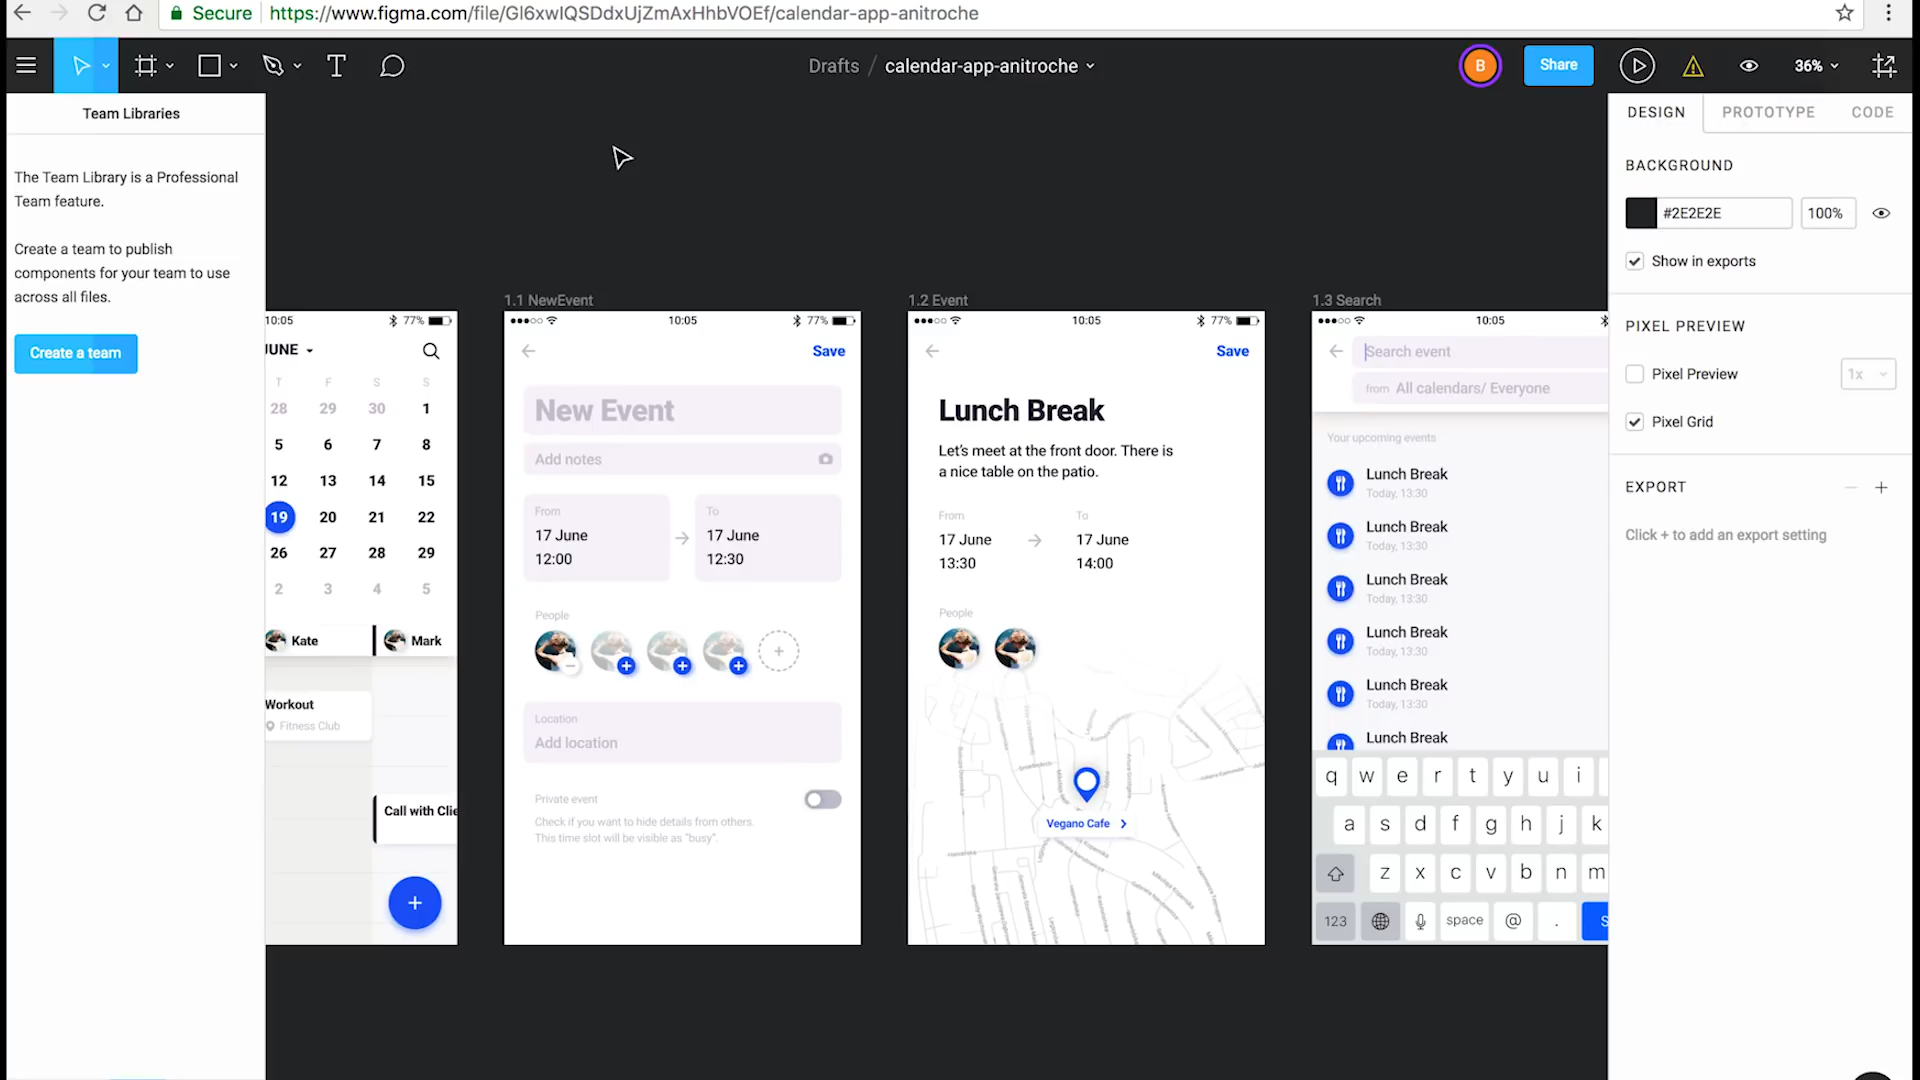 Secure https://www.figma.com/file/Gl6xwIQSDdxUjZmAxHhbVOEf/calendar-app-anitroche
Drafts / calendar-app-anitroche
B
Share
36%
Team Libraries
The Team Library is a Professional
Team feature.
Create a team to publish
components for your team to use
across all files.
Create a team
10:05 77%
JUNE
T F S S
28 29 30 1
5 6 7 8
12 13 14 15
19 20 21 22
26 27 28 29
2 3 4 5
Kate Mark
Workout
Fitness Club
Call with Clie
+
1.1 NewEvent
10:05 77%
Save
New Event
Add notes
From To
17 June 17 June
12:00 12:30
People
Location
Add location
Private event
Check if you want to hide details from others.
This time slot will be visible as "busy".
1.2 Event
10:05 77%
Save
Lunch Break
Let's meet at the front door. There is
a nice table on the patio.
From To
17 June 17 June
13:30 14:00
People
Vegano Cafe
1.3 Search
10:05
Search event
from All calendars/ Everyone
Your upcoming events
Lunch Break
Today, 13:30
Lunch Break
Today, 13:30
Lunch Break
Today, 13:30
Lunch Break
Today, 13:30
Lunch Break
Today, 13:30
Lunch Break
q w e r t y u i
a s d f g h j k
z x c v b n m
123 space @ . S
DESIGN PROTOTYPE CODE
BACKGROUND
#2E2E2E 100%
Show in exports
PIXEL PREVIEW
Pixel Preview 1x
Pixel Grid
EXPORT
Click + to add an export setting